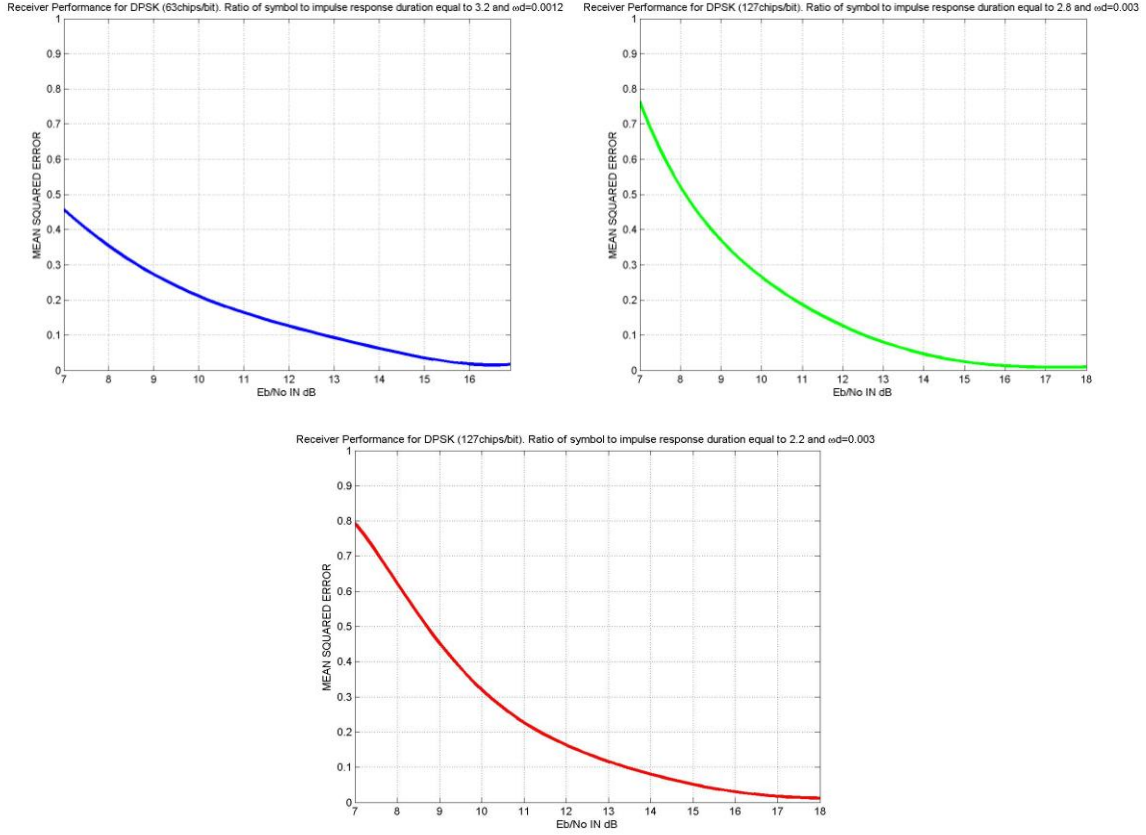 Receiver Performance for DPSK (63chips/bit). Ratio of symbol to impulse response duration equal to 3.2 and ωd=0.0012
1
0.9
0.8
0.7
0.6
0.5
0.4
0.3
0.2
0.1
0
MEAN SQUARED ERROR
7 8 9 10 11 12 13 14 15 16
Eb/No IN dB
Receiver Performance for DPSK (127chips/bit). Ratio of symbol to impulse response duration equal to 2.8 and ωd=0.003
1
0.9
0.8
0.7
0.6
0.5
0.4
0.3
0.2
0.1
0
MEAN SQUARED ERROR
7 8 9 10 11 12 13 14 15 16 17 18
Eb/No IN dB
Receiver Performance for DPSK (127chips/bit). Ratio of symbol to impulse response duration equal to 2.2 and ωd=0.003
1
0.9
0.8
0.7
0.6
0.5
0.4
0.3
0.2
0.1
0
MEAN SQUARED ERROR
7 8 9 10 11 12 13 14 15 16 17 18
Eb/No IN dB